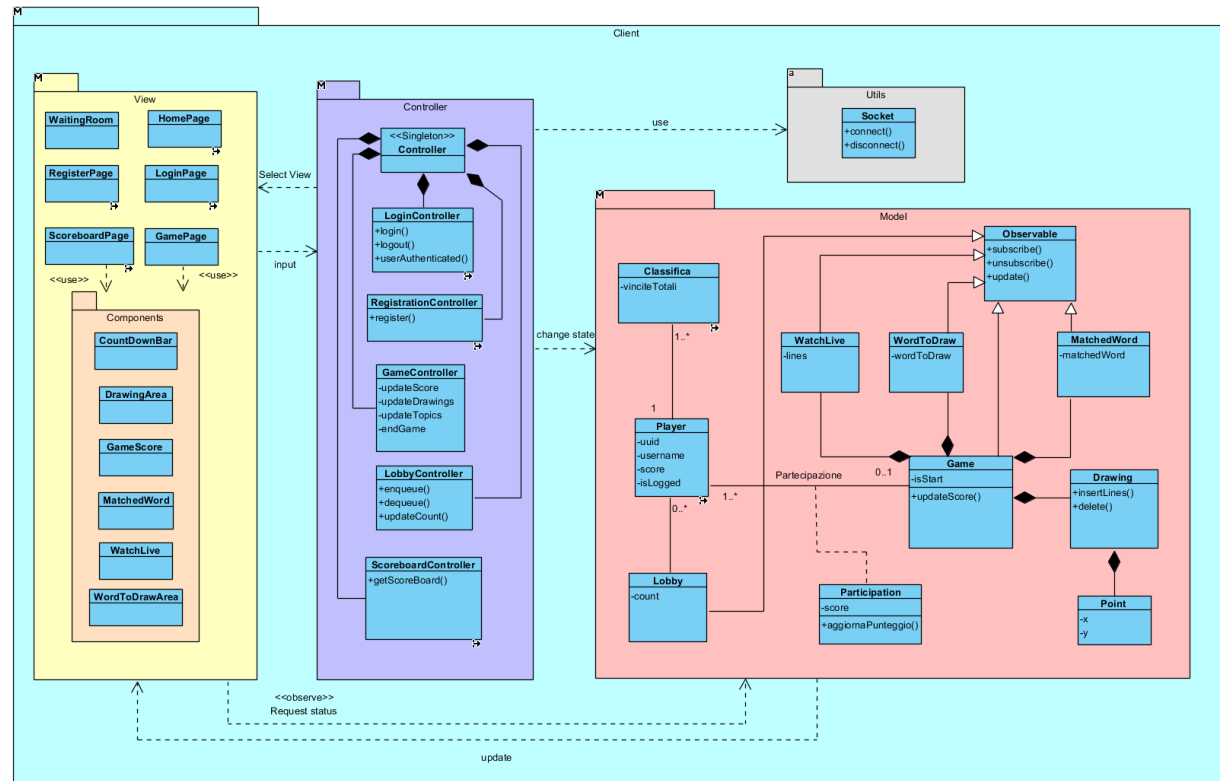 M
Client
M
View
WaitingRoom
HomePage
RegisterPage
LoginPage
ScoreboardPage
GamePage
<<use>>
<<use>>
Components
CountDownBar
DrawingArea
GameScore
MatchedWord
WatchLive
WordToDrawArea
Select View
input
M
Controller
<<Singleton>>
Controller
LoginController
+login()
+logout()
+userAuthenticated()
RegistrationController
+register()
GameController
-updateScore
-updateDrawings
-updateTopics
-endGame
LobbyController
+enqueue()
+dequeue()
+updateCount()
ScoreboardController
+getScoreBoard()
use
change state
a
Utils
Socket
+connect()
+disconnect()
M
Model
Observable
+subscribe()
+unsubscribe()
+update()
Classifica
-vinciteTotali
1..*
1
WatchLive
-lines
WordToDraw
-wordToDraw
MatchedWord
-matchedWord
Player
-uuid
-username
-score
-isLogged
Partecipazione
0..1
1..*
0..*
Game
-isStart
+updateScore()
Drawing
+insertLines()
+delete()
Lobby
-count
Participation
-score
+aggiornaPunteggio()
Point
-x
-y
<<observe>>
Request status
update